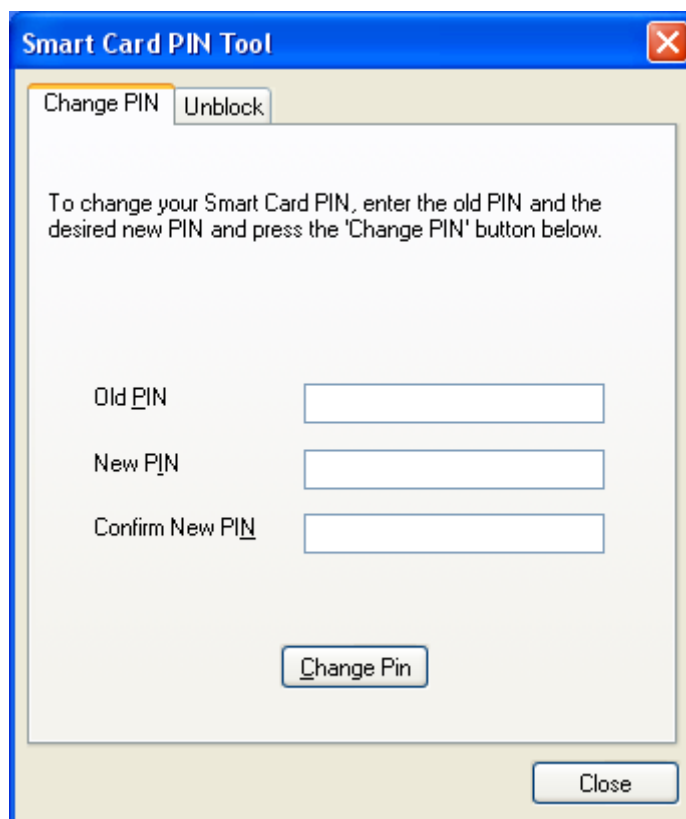 Smart Card PIN Tool
Change PIN
Unblock
To change your Smart Card PIN, enter the old PIN and the
desired new PIN and press the 'Change PIN' button below.
Old PIN
New PIN
Confirm New PIN
Change Pin
Close